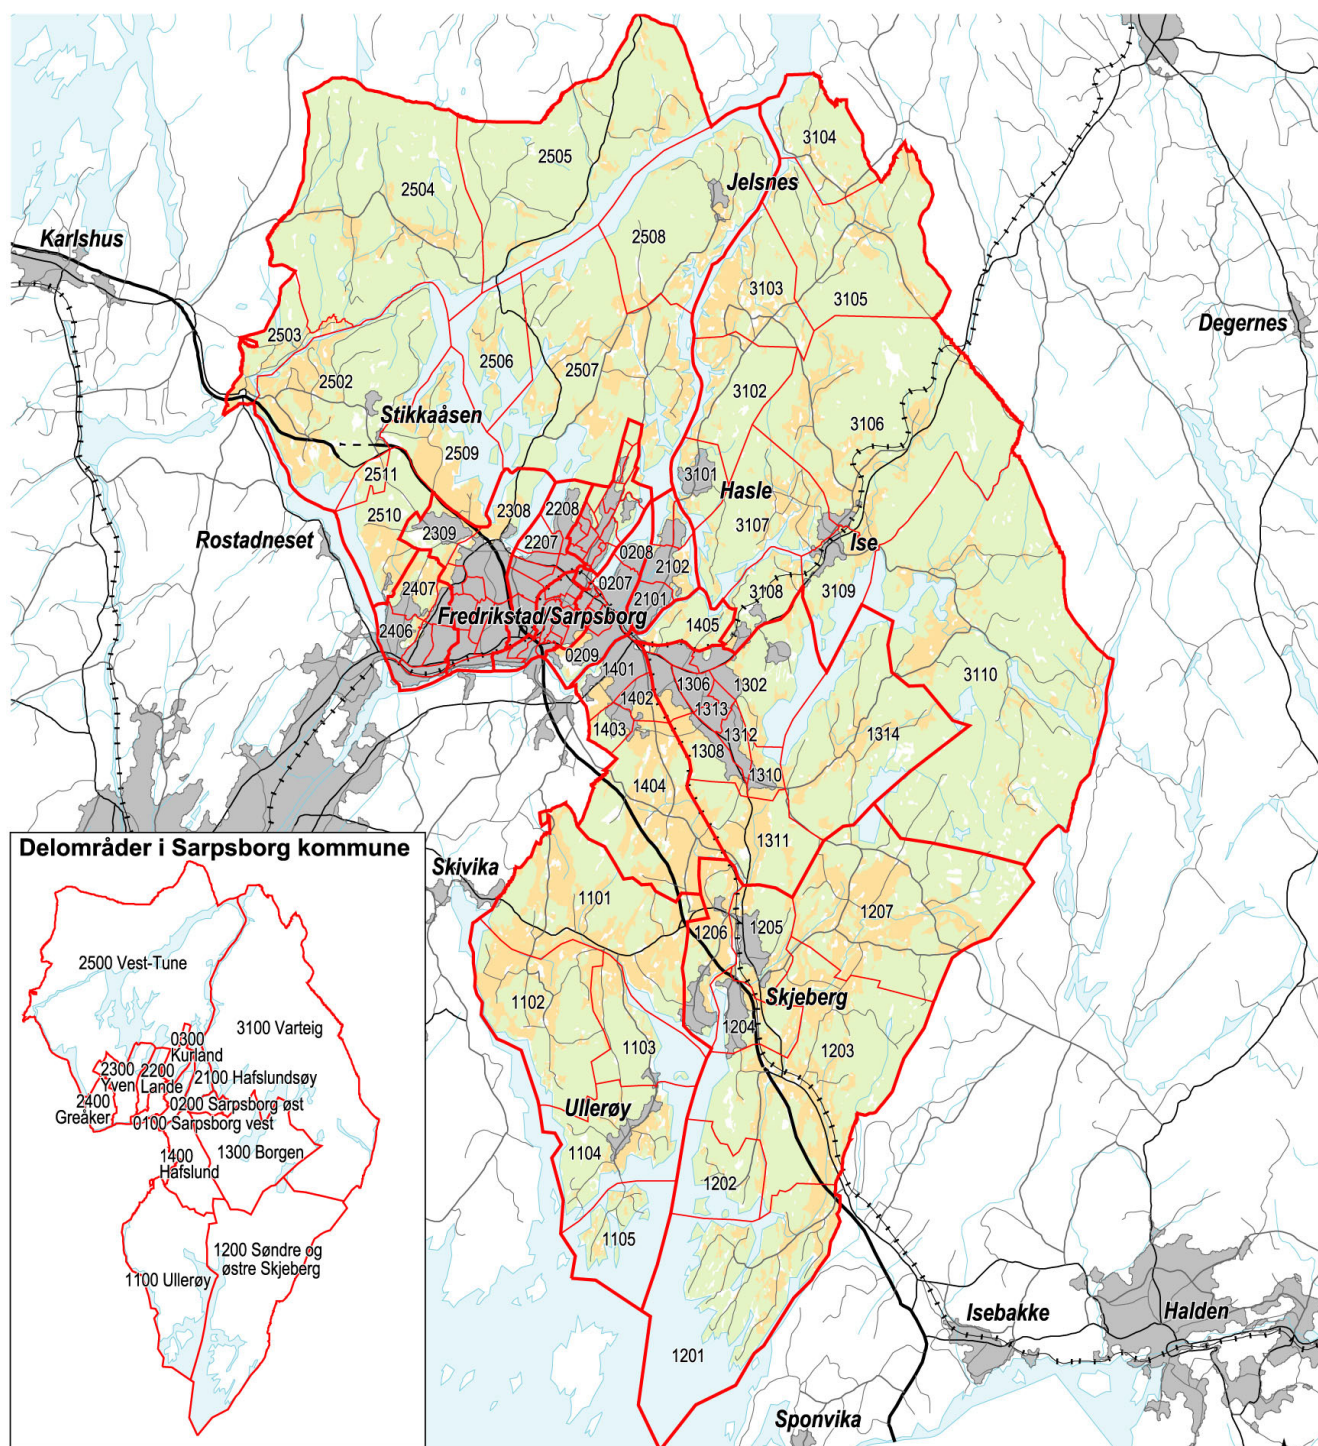 3104
2505
2504
Jelsnes
2508
Karlshus
3103
3105
Degernes
2503
2506
2507
2502
3102
Stikkaåsen
3106
2509
2511
3101
Hasle
2510
2308
2208
3107
2309
2207
0208
Ise
Rostadneset
2102
0207
2407
2101
3108
3109
Fredrikstad/Sarpsborg
1405
2406
0209
1401
3110
1306
1302
1402
1313
1403
1312
1314
1308
1310
1404
1311
Skivika
1101
1207
1206
1205
1102
Skjeberg
1204
1103
1203
Ullerøy
1104
1202
1105
Isebakke
Halden
1201
Sponvika
Delområder i Sarpsborg kommune
2500 Vest-Tune
3100 Varteig
0300
Kurland
2300
Yven
2200
Lande
2100 Hafslundsøy
2400
Greåker
0200 Sarpsborg øst
0100 Sarpsborg vest
1400
Hafslund
1300 Borgen
1200 Søndre og
østre Skjeberg
1100 Ullerøy